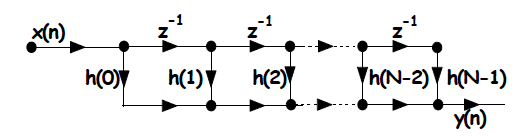 x(n) z⁻¹ z⁻¹ z⁻¹
h(0) h(1) h(2) h(N-2) h(N-1)
y(n)